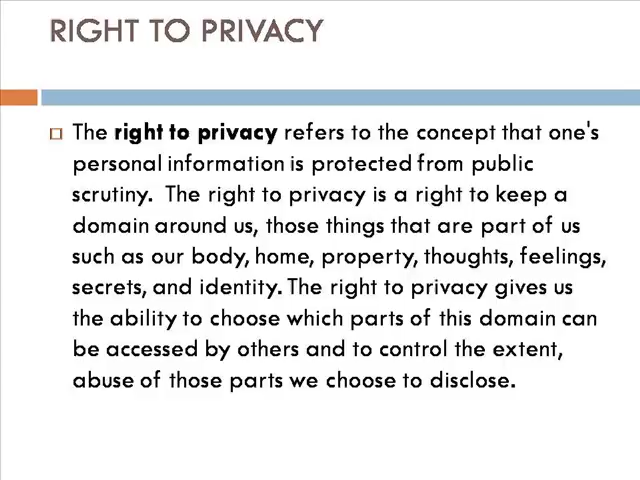 RIGHT TO PRIVACY
The right to privacy refers to the concept that one's
personal information is protected from public
scrutiny. The right to privacy is a right to keep a
domain around us, those things that are part of us
such as our body, home, property, thoughts, feelings,
secrets, and identity. The right to privacy gives us
the ability to choose which parts of this domain can
be accessed by others and to control the extent,
abuse of those parts we choose to disclose.